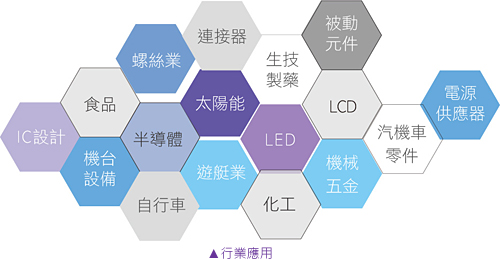 連接器
被動
元件
螺絲業
生技
製藥
食品
太陽能
LCD
電源
供應器
IC設計
半導體
LED
汽機車
零件
機台
設備
遊艇業
機械
五金
自行車
化工
▲行業應用